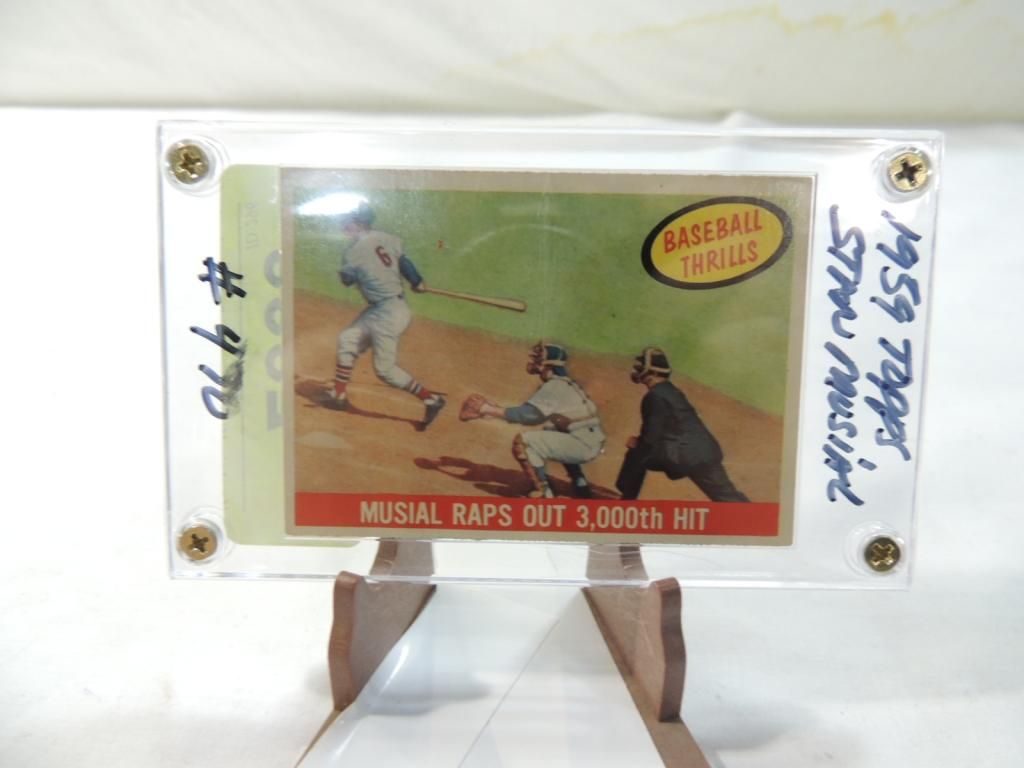 BASEBALL
THRILLS
6
MUSIAL RAPS OUT 3,000th HIT
# 470
'1959 TOPPS
STAN MUSIAL